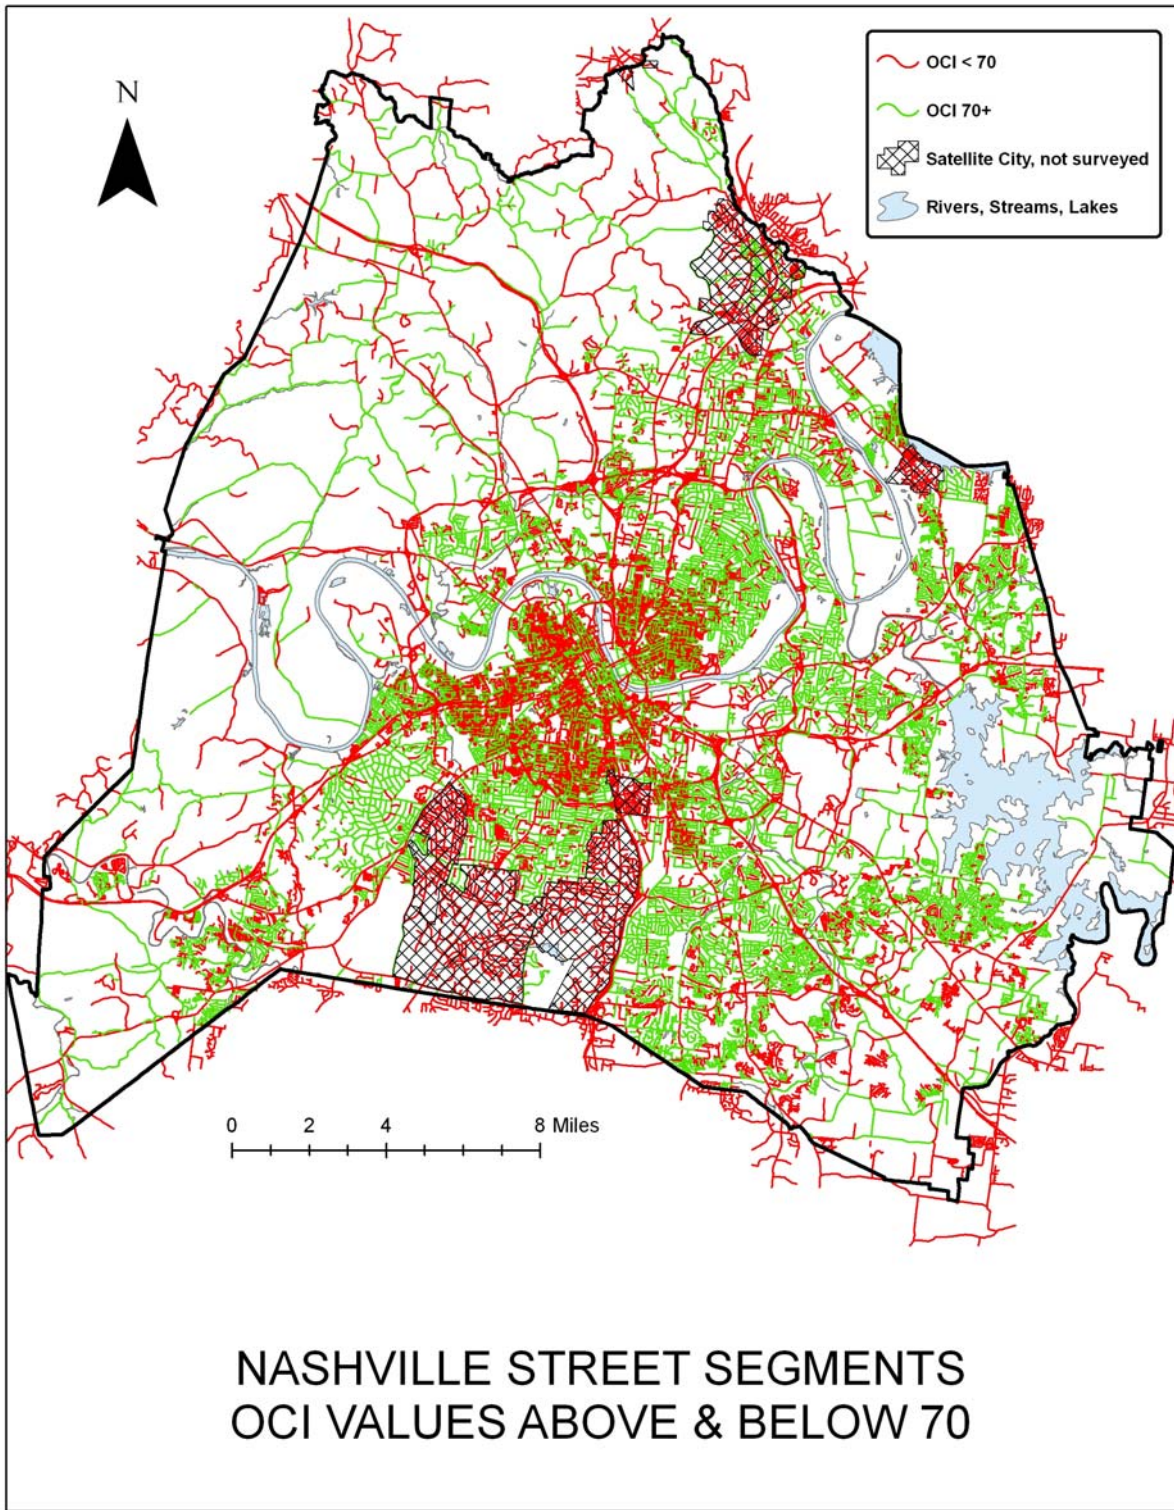 N
OCI < 70
OCI 70+
Satellite City, not surveyed
Rivers, Streams, Lakes
0 2 4 8 Miles
NASHVILLE STREET SEGMENTS
OCI VALUES ABOVE & BELOW 70